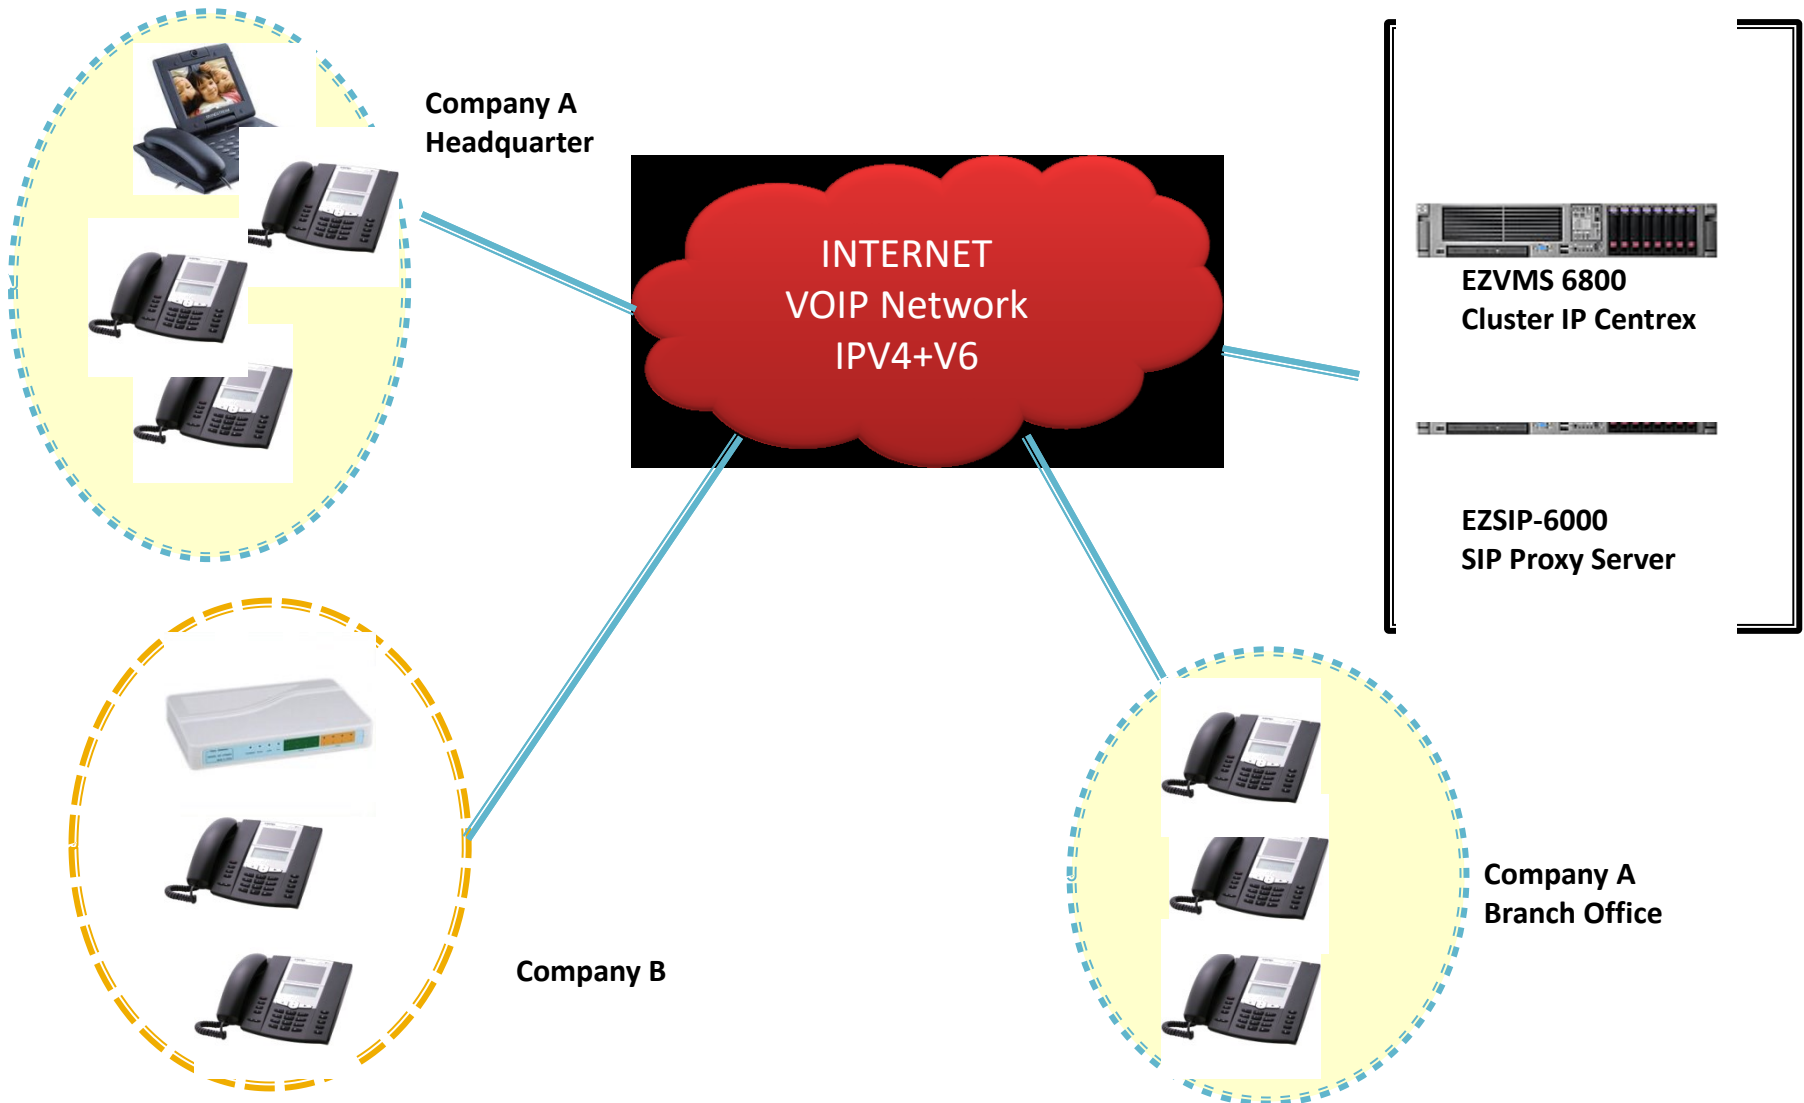 Company A
Headquarter
INTERNET
VOIP Network
IPV4+V6
EZVMS 6800
Cluster IP Centrex
EZSIP-6000
SIP Proxy Server
Company A
Branch Office
Company B